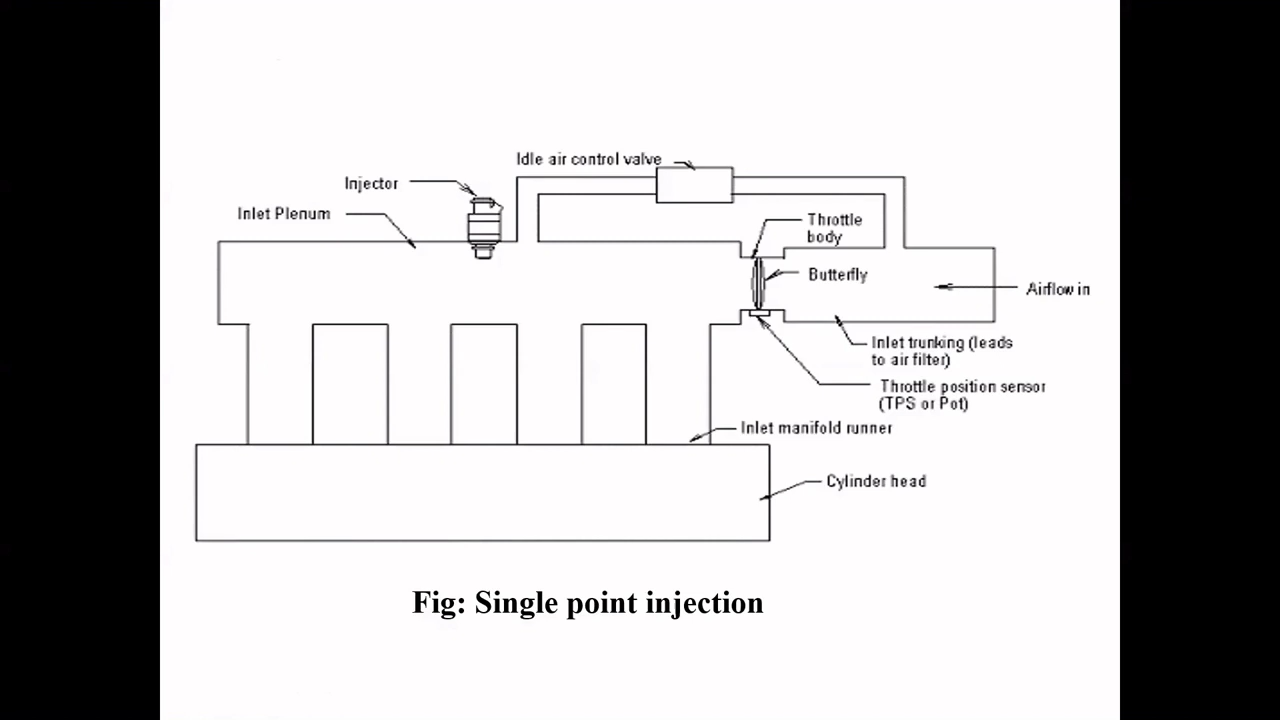 Idle air control valve
Injector
Inlet Plenum
Throttle
body
Butterfly
Airflow in
Inlet trunking (leads
to air filter)
Throttle position sensor
(TPS or Pot)
Inlet manifold runner
Cylinder head
Fig: Single point injection